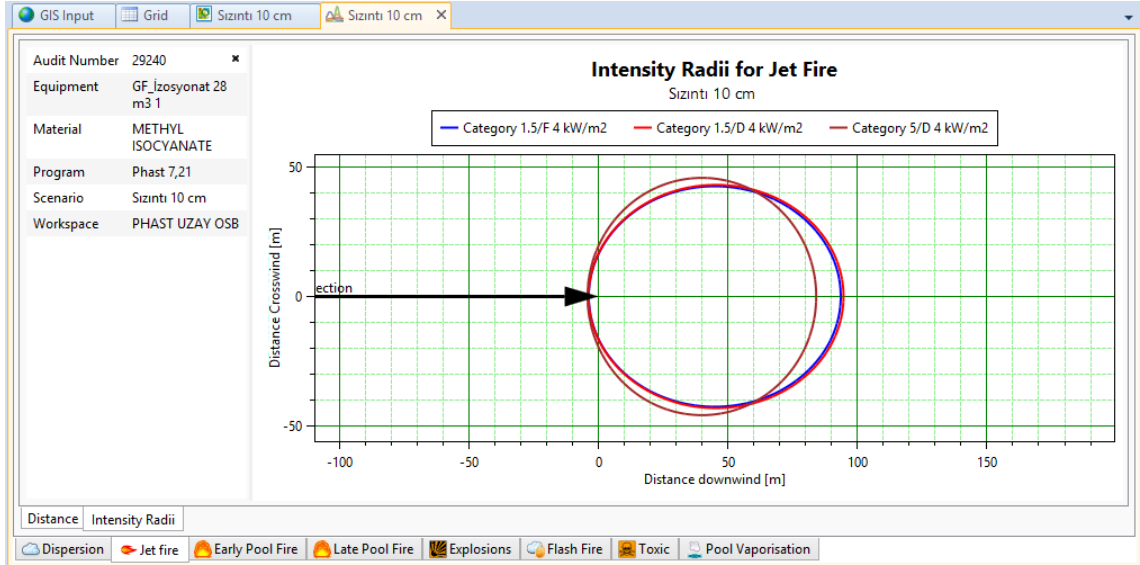 GIS Input
Grid
Sızıntı 10 cm
Sızıntı 10 cm
Audit Number 29240
Equipment GF_İzosyonat 28
m3 1
Material METHYL
ISOCYANATE
Program Phast 7,21
Scenario Sızıntı 10 cm
Workspace PHAST UZAY OSB
Intensity Radii for Jet Fire
Sızıntı 10 cm
Category 1.5/F 4 kW/m2 Category 1.5/D 4 kW/m2 Category 5/D 4 kW/m2
50
Distance Crosswind [m]
ection
0
-50
-100 -50 0 50 100 150
Distance downwind [m]
Distance Intensity Radii
Dispersion Jet fire Early Pool Fire Late Pool Fire Explosions Flash Fire Toxic Pool Vaporisation